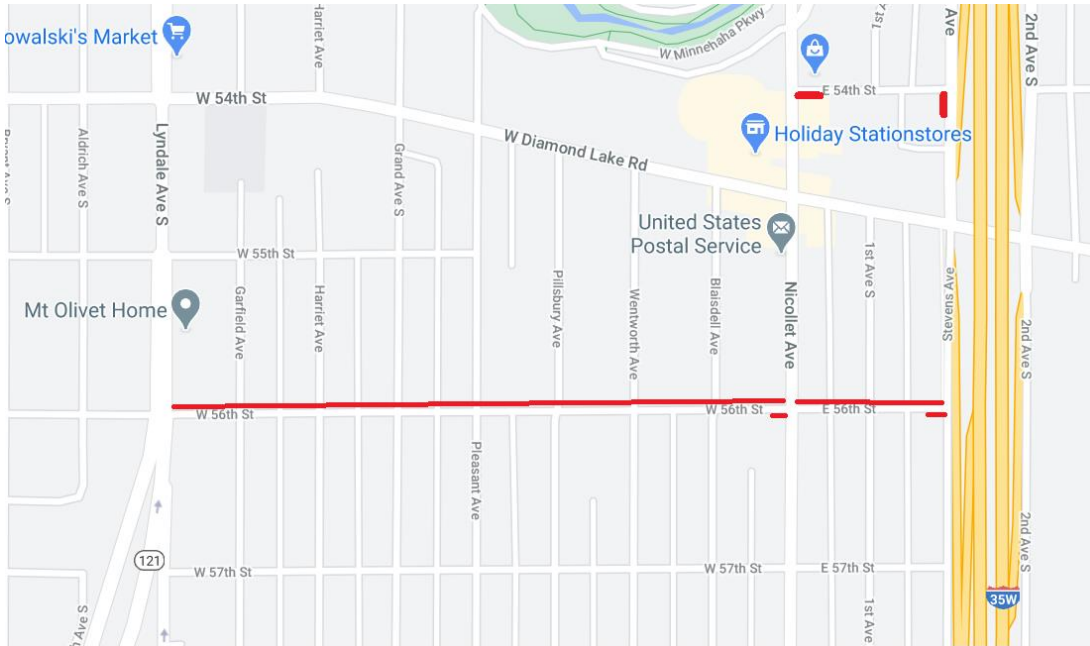 owalski's Market
Harriet Ave
W Minnehaha Pkwy
1st A
Ave
2nd Ave S
W 54th St
E 54th St
Holiday Stationstores
Aldrich Ave S
Lyndale Ave S
Grand Ave S
W Diamond Lake Rd
United States
Postal Service
W 55th St
1st Ave S
Mt Olivet Home
Garfield Ave
Harriet Ave
Pillsbury Ave
Wentworth Ave
Blaisdell Ave
Nicollet Ave
Stevens Ave
2nd Ave S
W 56th St
W 56th St
E 56th St
Pleasant Ave
2nd Ave S
121
W 57th St
W 57th St
E 57th St
35W
1st Ave
Ave S